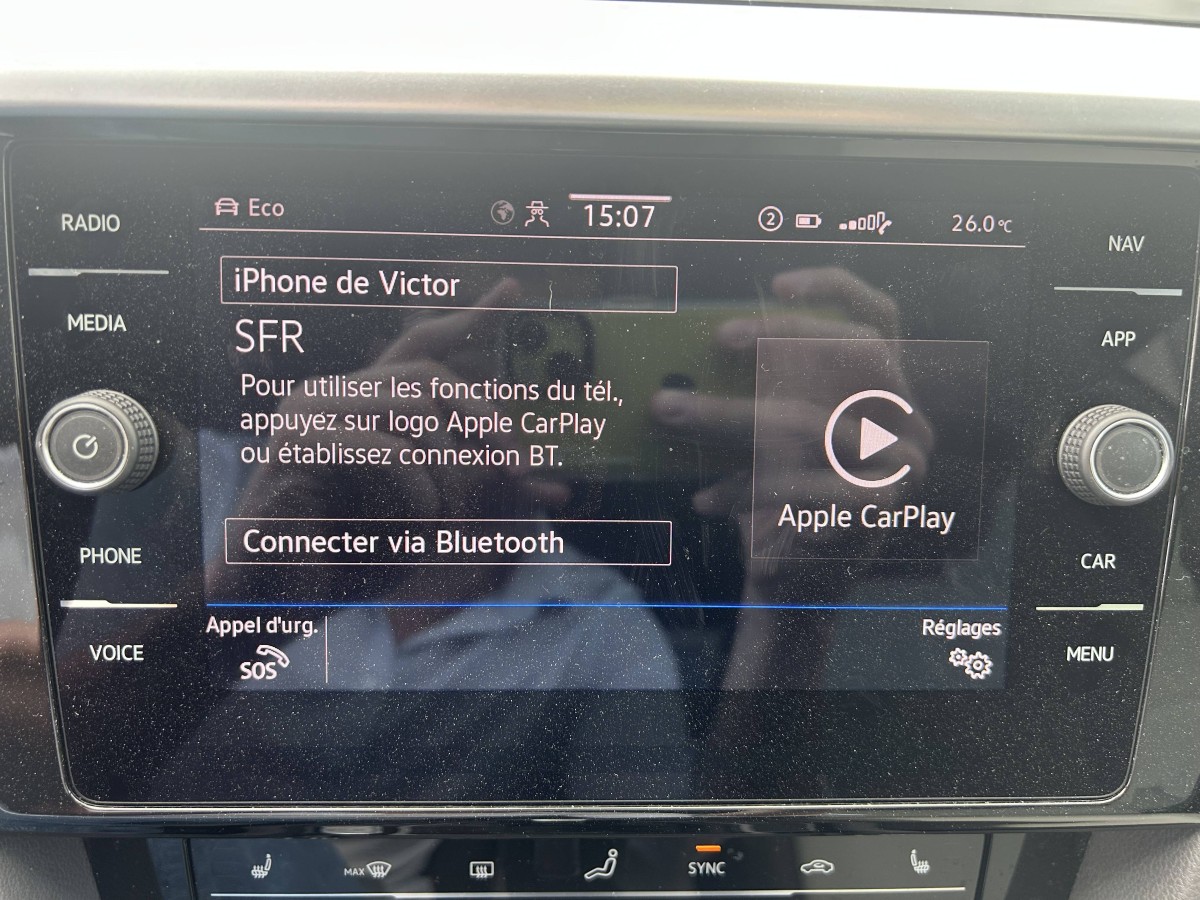 RADIO
MEDIA
PHONE
VOICE
Eco
15:07
2
26.0°C
iPhone de Victor
SFR
Pour utiliser les fonctions du tél.,
appuyez sur logo Apple CarPlay
ou établissez connexion BT.
Connecter via Bluetooth
Apple CarPlay
Appel d'urg.
SOS
Réglages
NAV
APP
CAR
MENU
MAX
SYNC